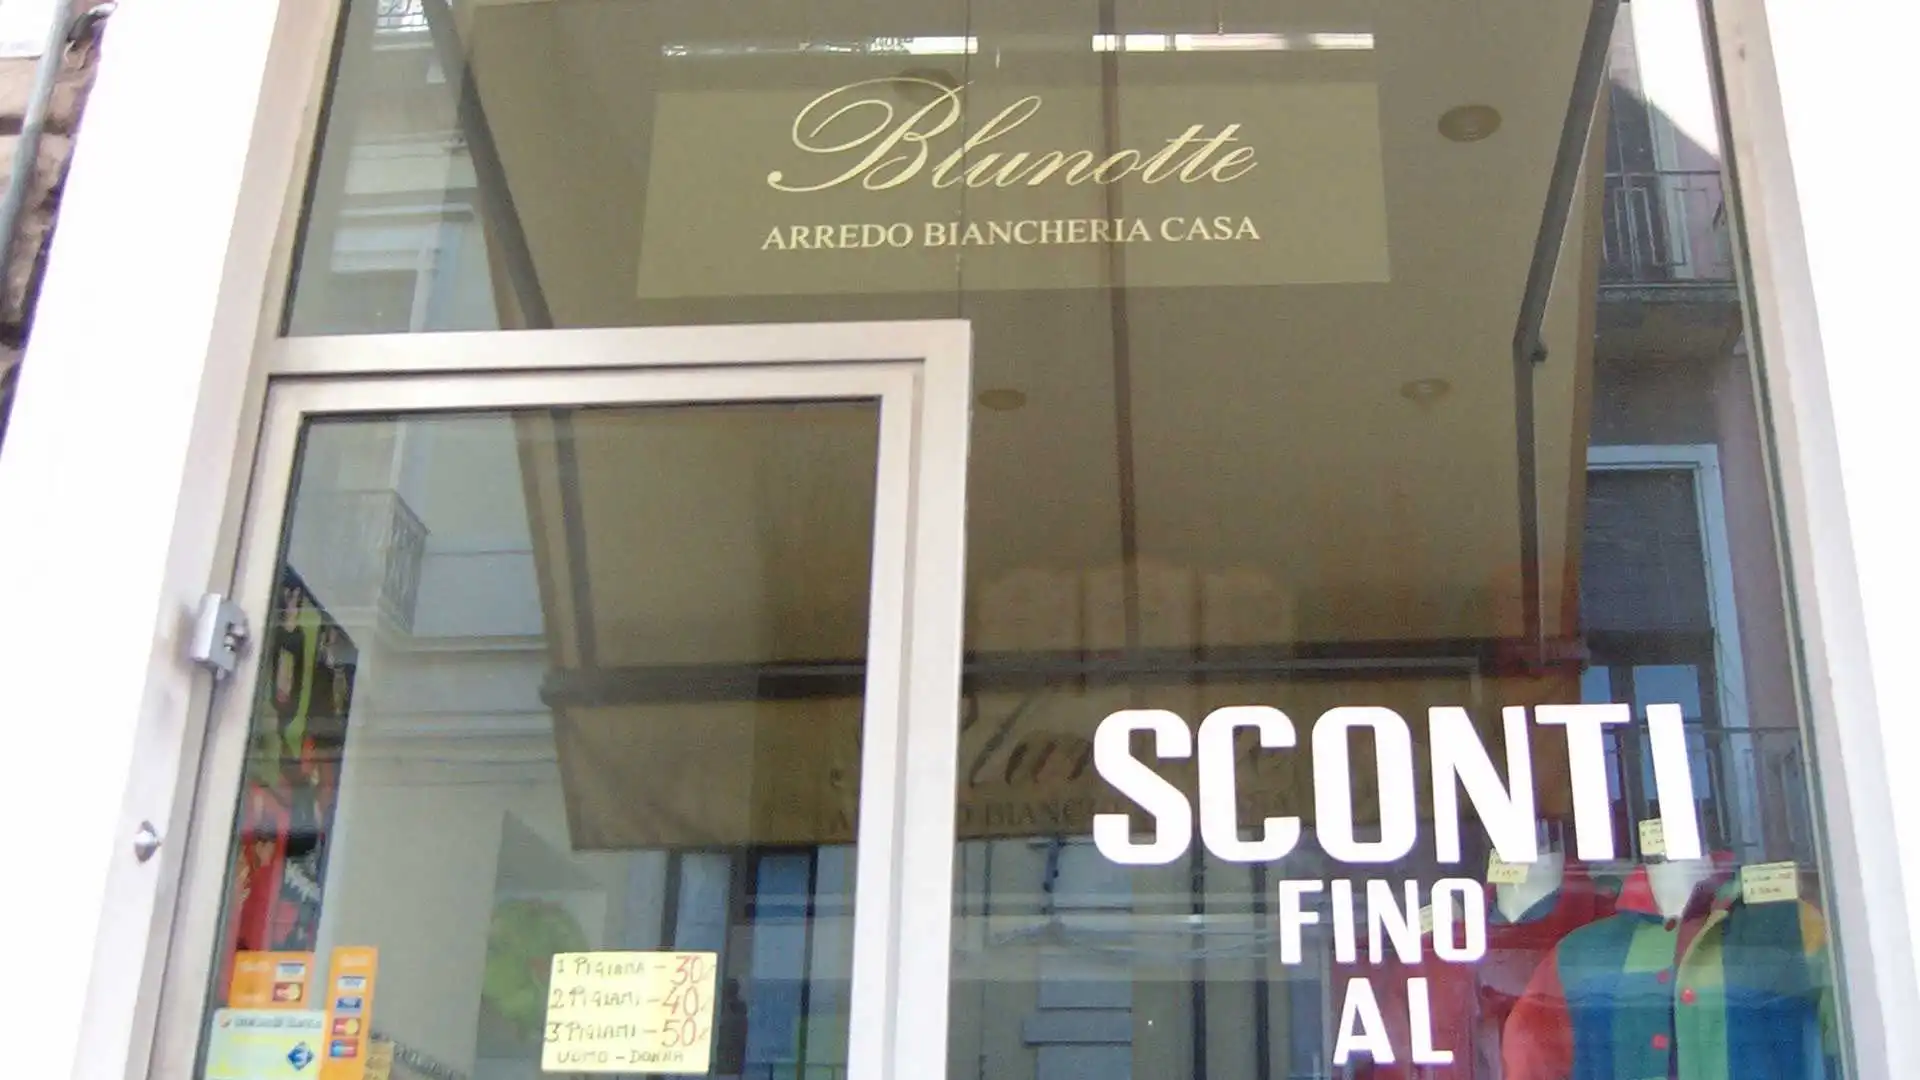 Blunotte
ARREDO BIANCHERIA CASA
SCONTI
FINO
AL
1 PIGIAMA - 30%
2 PIGIAMI - 40%
3 PIGIAMI - 50%
UOMO - DONNA